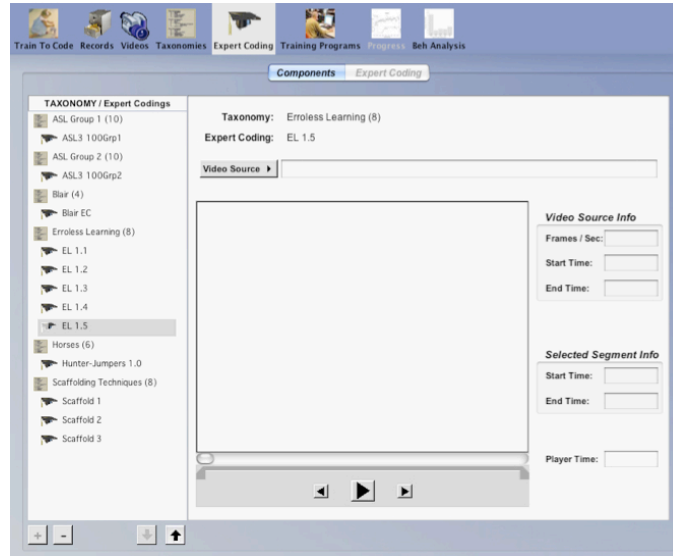 Train To Code Records Videos Taxonomies Expert Coding Training Programs Progress Beh Analysis
Components Expert Coding
TAXONOMY / Expert Codings
ASL Group 1 (10)
ASL3 100Grp1
ASL Group 2 (10)
ASL3 100Grp2
Blair (4)
Blair EC
Erroless Learning (8)
EL 1.1
EL 1.2
EL 1.3
EL 1.4
EL 1.5
Horses (6)
Hunter-Jumpers 1.0
Scaffolding Techniques (8)
Scaffold 1
Scaffold 2
Scaffold 3
Taxonomy: Erroless Learning (8)
Expert Coding: EL 1.5
Video Source
Video Source Info
Frames / Sec:
Start Time:
End Time:
Selected Segment Info
Start Time:
End Time:
Player Time: